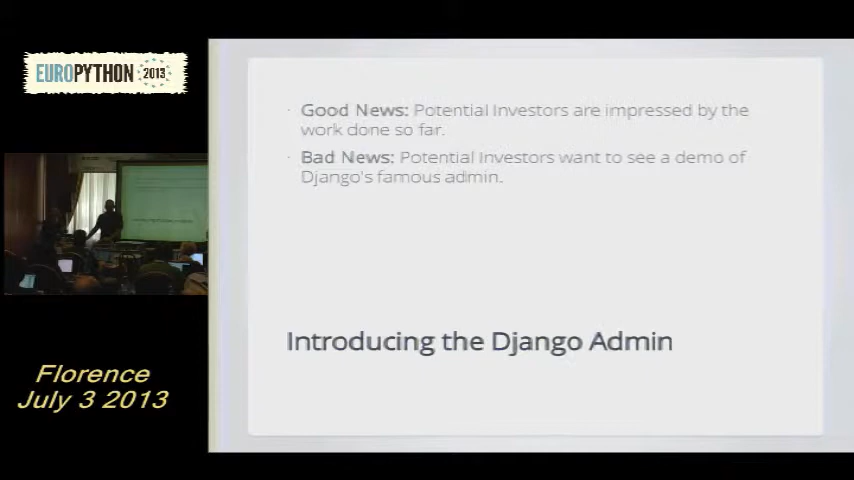 EUROPYTHON 2013
Good News: Potential Investors are impressed by the
work done so far.
Bad News: Potential Investors want to see a demo of
Django's famous admin.
Introducing the Django Admin
Florence
July 3 2013